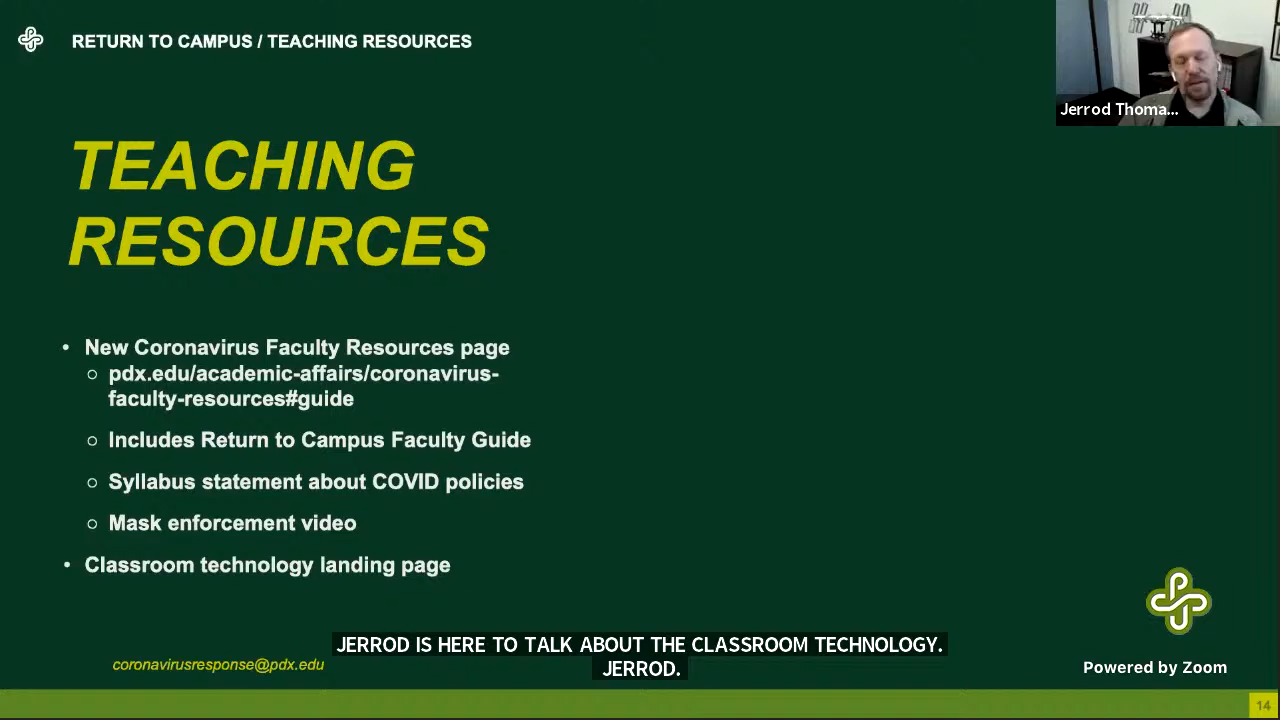 RETURN TO CAMPUS / TEACHING RESOURCES
Jerrod Thoma...
TEACHING
RESOURCES
• New Coronavirus Faculty Resources page
○ pdx.edu/academic-affairs/coronavirus-
faculty-resources#guide
○ Includes Return to Campus Faculty Guide
○ Syllabus statement about COVID policies
○ Mask enforcement video
• Classroom technology landing page
JERROD IS HERE TO TALK ABOUT THE CLASSROOM TECHNOLOGY.
JERROD.
coronavirusresponse@pdx.edu
Powered by Zoom
14